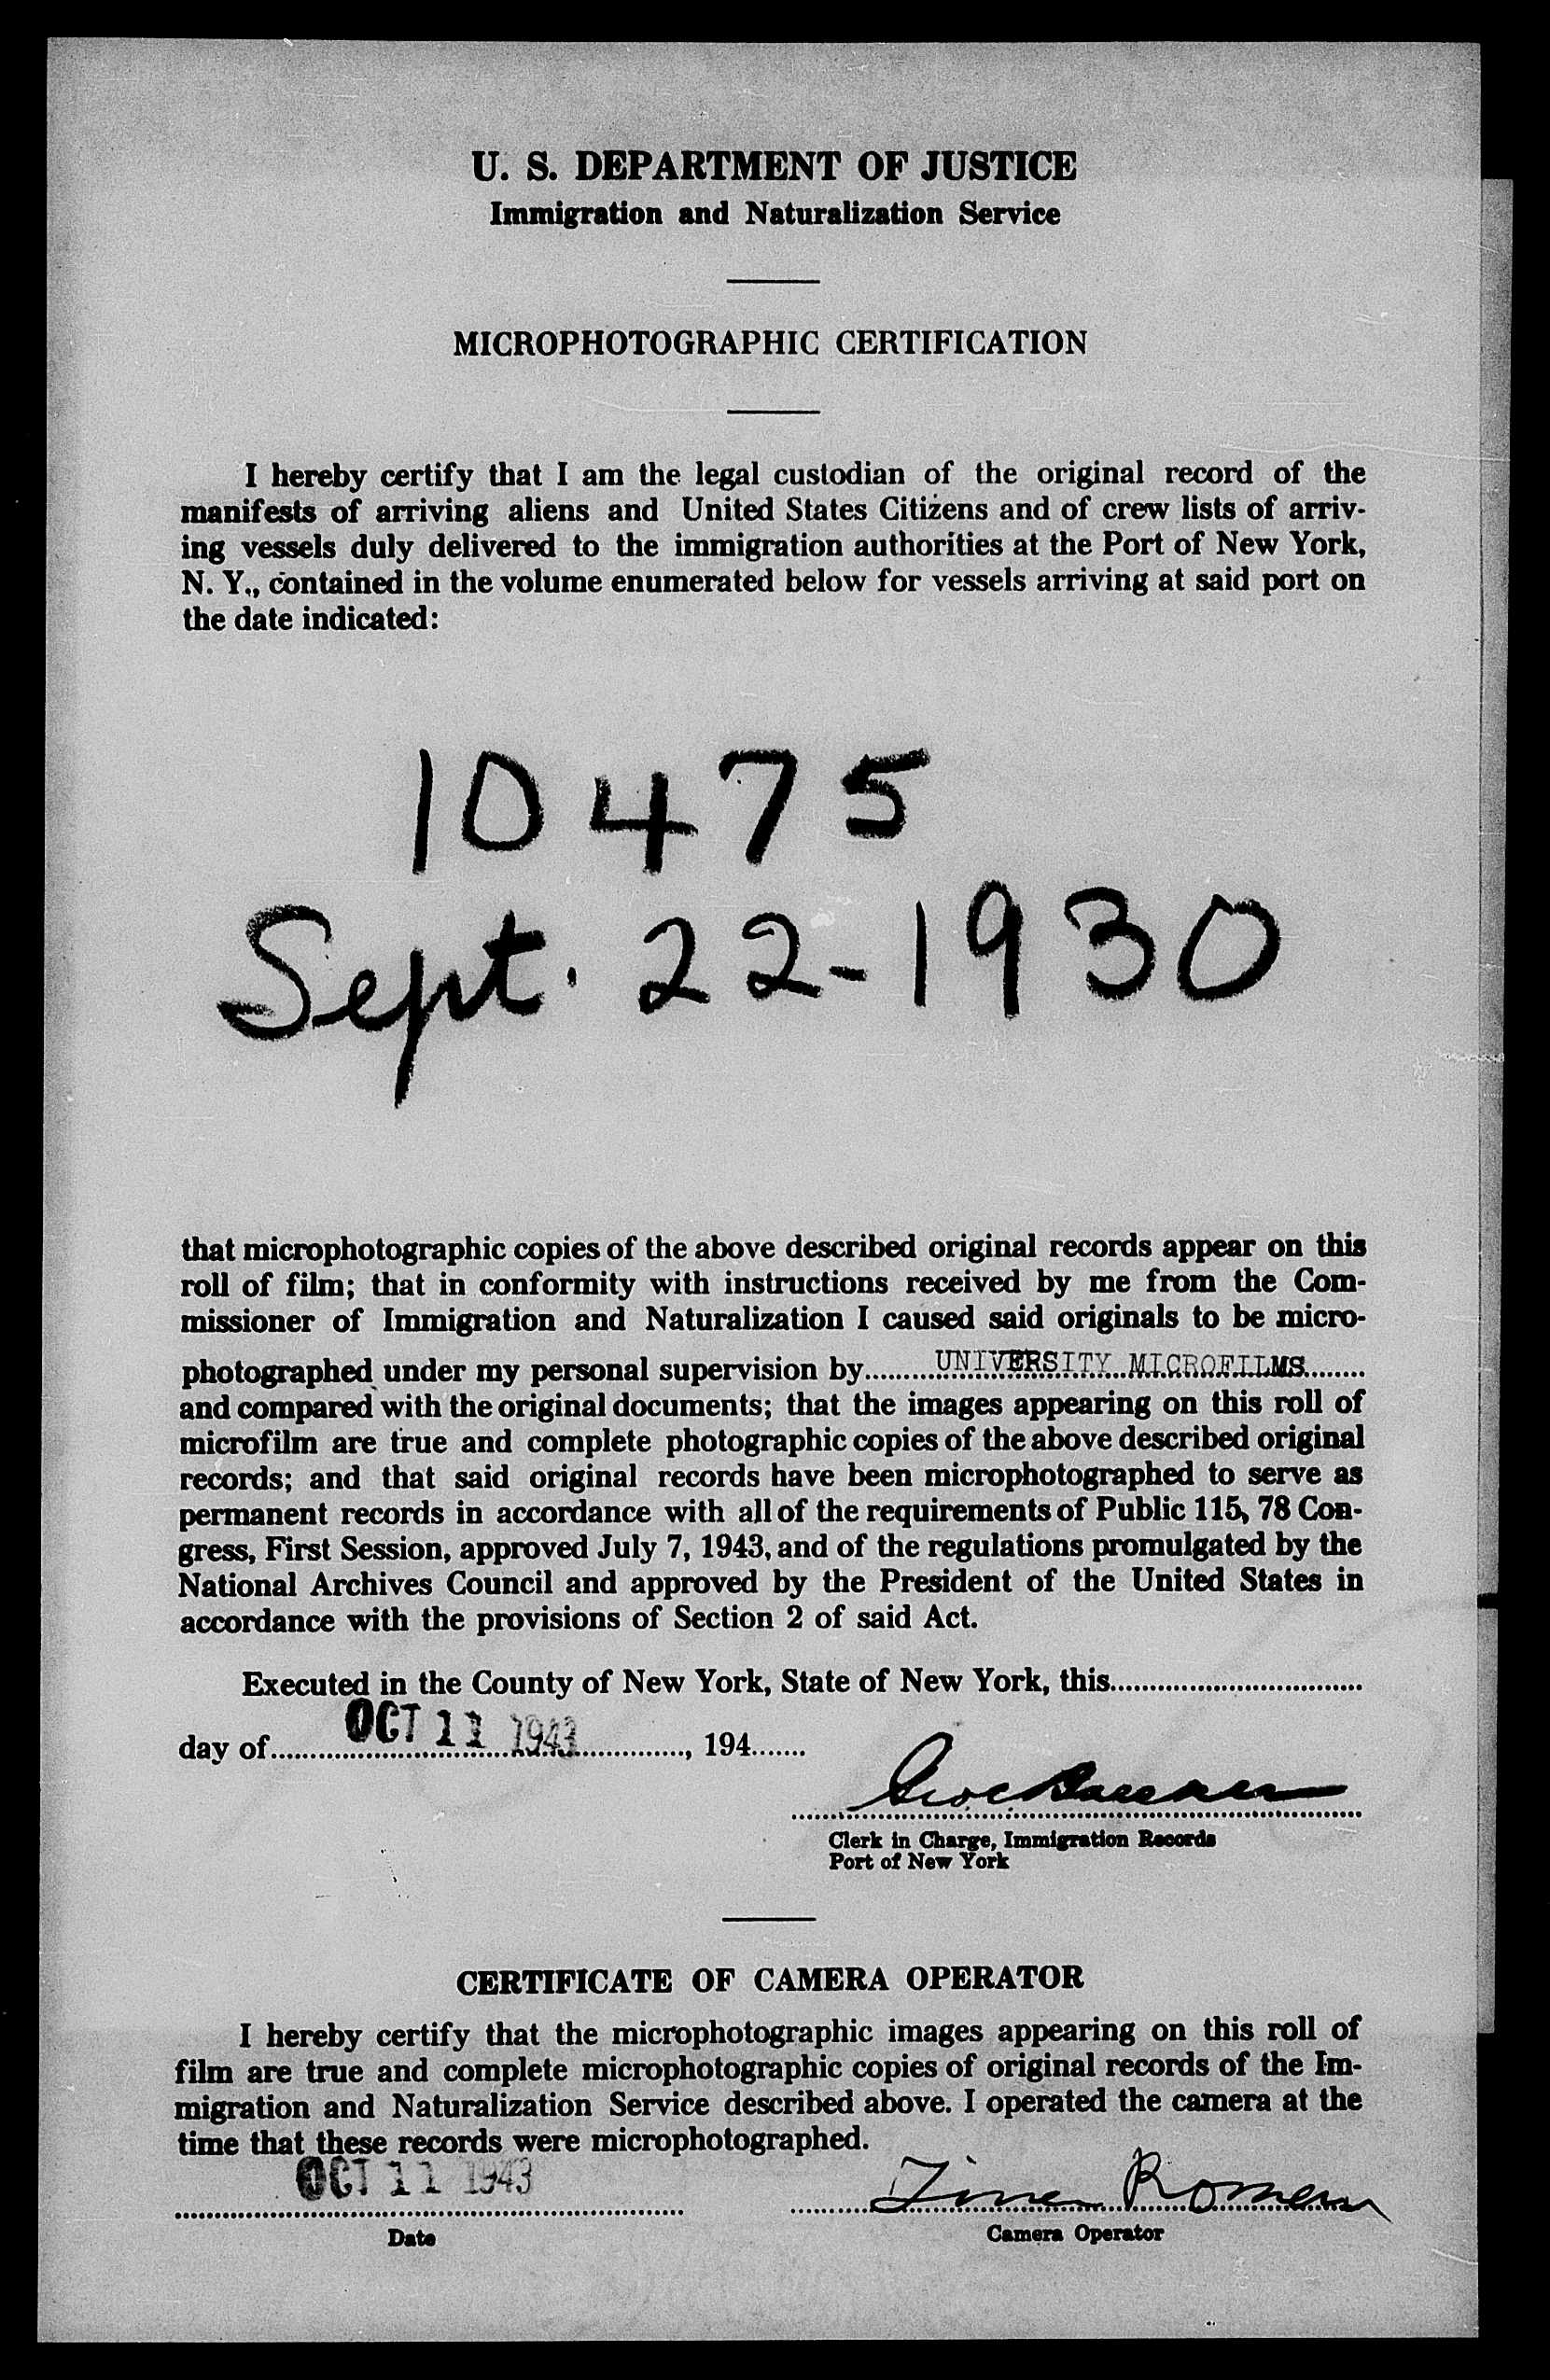 U. S. DEPARTMENT OF JUSTICE
Immigration and Naturalization Service
MICROPHOTOGRAPHIC CERTIFICATION
I hereby certify that I am the legal custodian of the original record of the
manifests of arriving aliens and United States Citizens and of crew lists of arriv-
ing vessels duly delivered to the immigration authorities at the Port of New York,
N. Y., contained in the volume enumerated below for vessels arriving at said port on
the date indicated:
10475
Sept. 22-1930
that microphotographic copies of the above described original records appear on this
roll of film; that in conformity with instructions received by me from the Com-
missioner of Immigration and Naturalization I caused said originals to be micro-
photographed under my personal supervision by UNIVERSITY MICROFILMS
and compared with the original documents; that the images appearing on this roll of
microfilm are true and complete photographic copies of the above described original
records; and that said original records have been microphotographed to serve as
permanent records in accordance with all of the requirements of Public 115, 78 Con-
gress, First Session, approved July 7, 1943, and of the regulations promulgated by the
National Archives Council and approved by the President of the United States in
accordance with the provisions of Section 2 of said Act.
Executed in the County of New York, State of New York, this
day of OCT 11 1943, 194
Clerk in Charge, Immigration Records
Port of New York
CERTIFICATE OF CAMERA OPERATOR
I hereby certify that the microphotographic images appearing on this roll of
film are true and complete microphotographic copies of original records of the Im-
migration and Naturalization Service described above. I operated the camera at the
time that these records were microphotographed.
OCT 11 1943
Date
Camera Operator